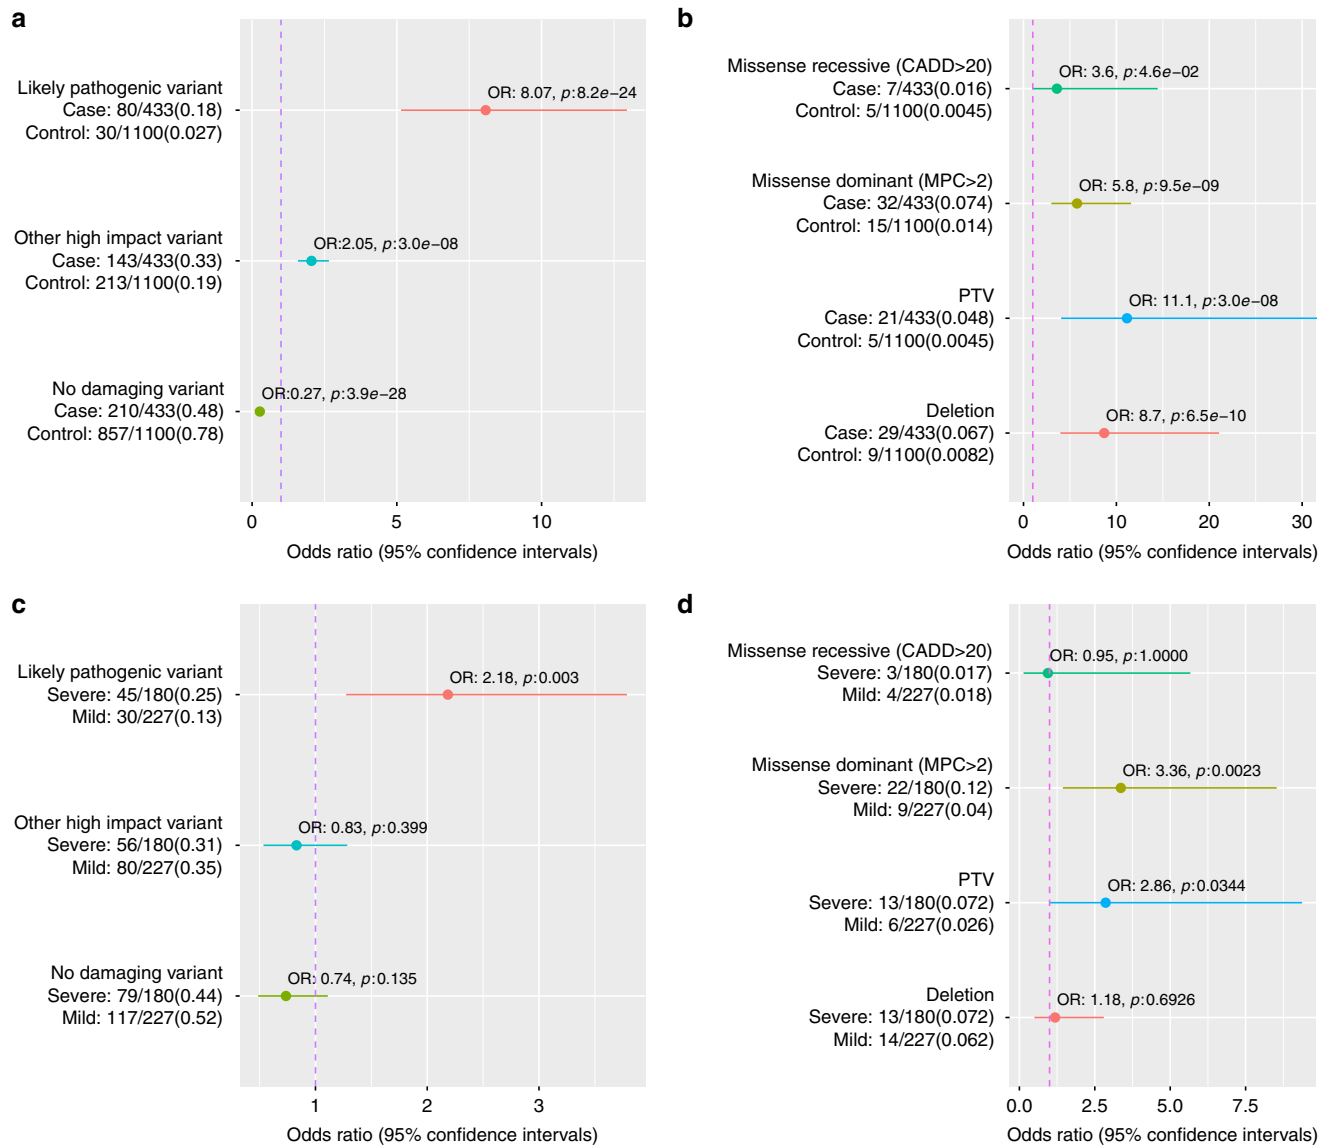 a
Likely pathogenic variant
Case: 80/433(0.18)
Control: 30/1100(0.027)
OR: 8.07, p:8.2e−24
Other high impact variant
Case: 143/433(0.33)
Control: 213/1100(0.19)
OR:2.05, p:3.0e−08
No damaging variant
Case: 210/433(0.48)
Control: 857/1100(0.78)
OR:0.27, p:3.9e−28
0 5 10
Odds ratio (95% confidence intervals)
b
Missense recessive (CADD>20)
Case: 7/433(0.016)
Control: 5/1100(0.0045)
OR: 3.6, p:4.6e−02
Missense dominant (MPC>2)
Case: 32/433(0.074)
Control: 15/1100(0.014)
OR: 5.8, p:9.5e−09
PTV
Case: 21/433(0.048)
Control: 5/1100(0.0045)
OR: 11.1, p:3.0e−08
Deletion
Case: 29/433(0.067)
Control: 9/1100(0.0082)
OR: 8.7, p:6.5e−10
0 10 20 30
Odds ratio (95% confidence intervals)
c
Likely pathogenic variant
Severe: 45/180(0.25)
Mild: 30/227(0.13)
OR: 2.18, p:0.003
Other high impact variant
Severe: 56/180(0.31)
Mild: 80/227(0.35)
OR: 0.83, p:0.399
No damaging variant
Severe: 79/180(0.44)
Mild: 117/227(0.52)
OR: 0.74, p:0.135
1 2 3
Odds ratio (95% confidence intervals)
d
Missense recessive (CADD>20)
Severe: 3/180(0.017)
Mild: 4/227(0.018)
OR: 0.95, p:1.0000
Missense dominant (MPC>2)
Severe: 22/180(0.12)
Mild: 9/227(0.04)
OR: 3.36, p:0.0023
PTV
Severe: 13/180(0.072)
Mild: 6/227(0.026)
OR: 2.86, p:0.0344
Deletion
Severe: 13/180(0.072)
Mild: 14/227(0.062)
OR: 1.18, p:0.6926
0.0 2.5 5.0 7.5
Odds ratio (95% confidence intervals)